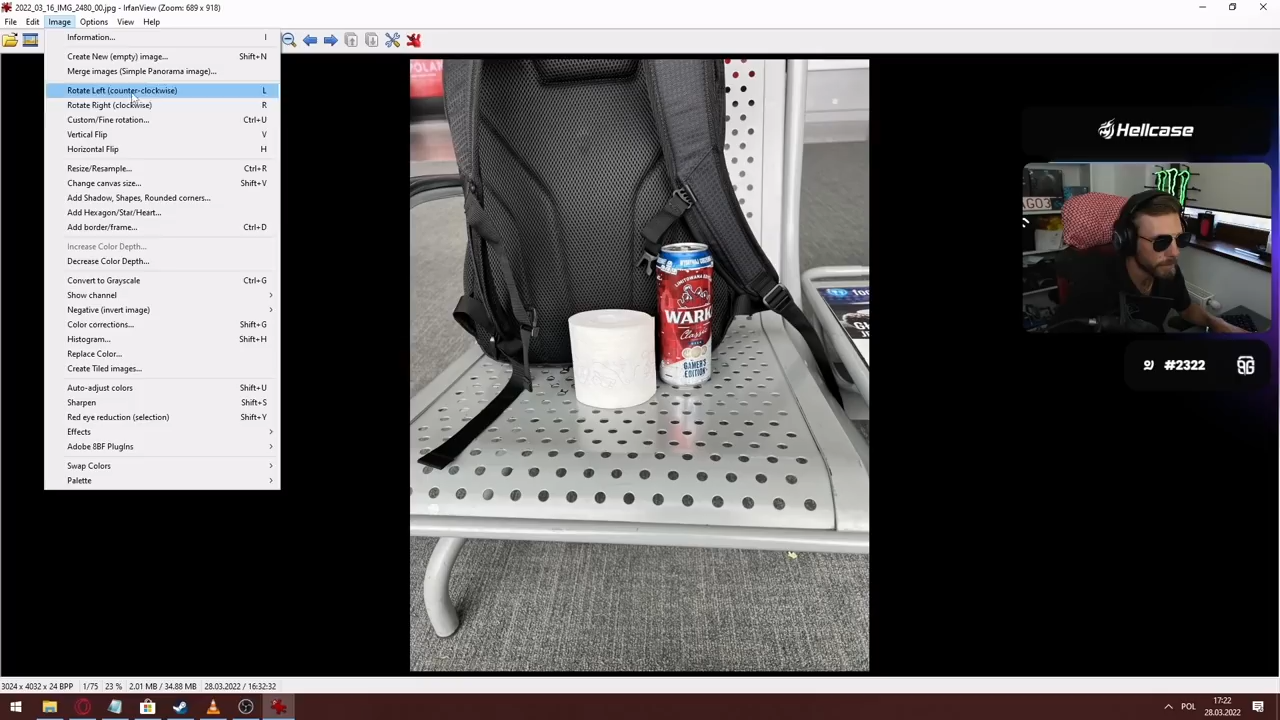 2022_03_16_IMG_2480_00.jpg - IrfanView (Zoom: 689 x 918)
File Edit Image Options View Help
Information... I
Create New (empty) image... Shift+N
Merge images (Simple Panorama image)...
Rotate Left (counter-clockwise) L
Rotate Right (clockwise) R
Custom/Fine rotation... Ctrl+U
Vertical Flip V
Horizontal Flip H
Resize/Resample... Ctrl+R
Change canvas size... Shift+V
Add Shadow, Shapes, Rounded corners...
Add Hexagon/Star/Heart...
Add border/frame... Ctrl+D
Increase Color Depth...
Decrease Color Depth...
Convert to Grayscale Ctrl+G
Show channel
Negative (invert image)
Color corrections... Shift+G
Histogram... Shift+H
Replace Color...
Create Tiled images...
Auto-adjust colors Shift+U
Sharpen Shift+S
Red eye reduction (selection) Shift+Y
Effects
Adobe 8BF PlugIns
Swap Colors
Palette
LIMITOWANA
WARK
Classic
GAMER'S
EDITION
Hellcase
#2322
3024 x 4032 x 24 BPP 1/75 23 % 2.01 MB / 34.88 MB 28.03.2022 / 16:32:32
POL
17:22
28.03.2022